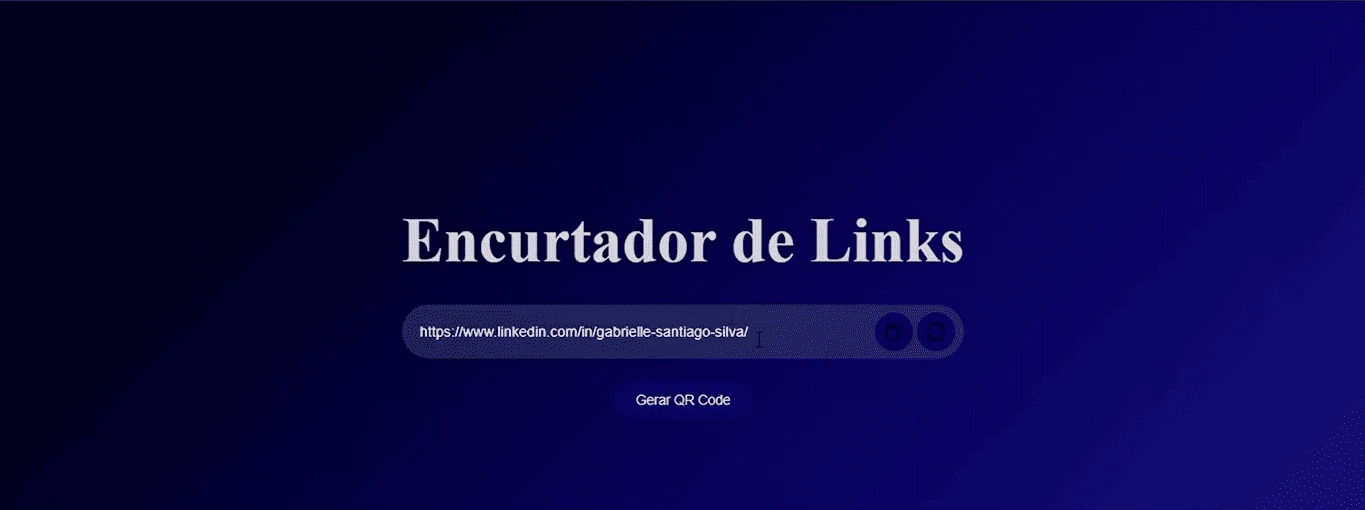 Encurtador de Links
https://www.linkedin.com/in/gabrielle-santiago-silva/
Gerar QR Code